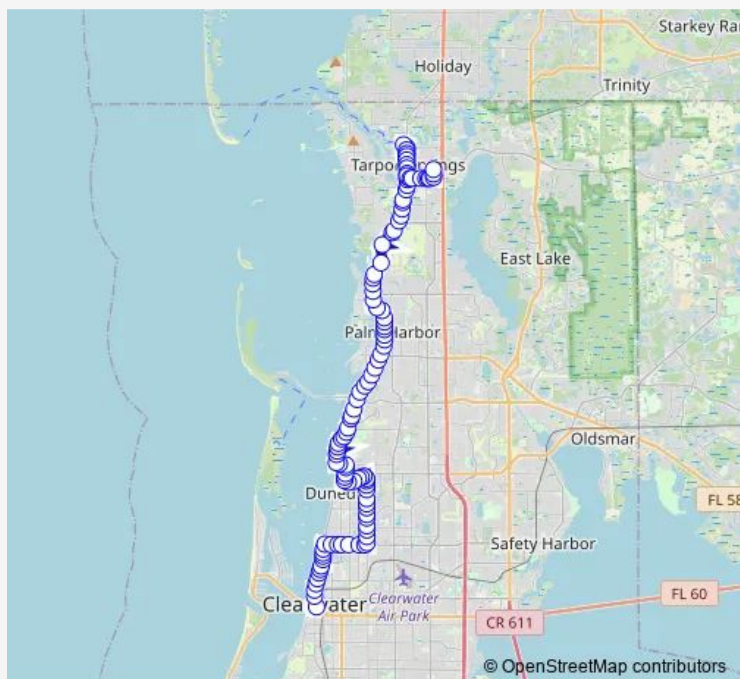 Starkey Ra
Holiday
Trinity
Tarpon Springs
East Lake
Palm Harbor
Oldsmar
Duned
FL 58
Safety Harbor
FL 60
Clearwater
Clearwater
Air Park
CR 611
© OpenStreetMap contributors